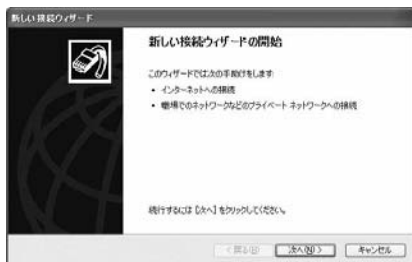 新しい接続ウィザード
新しい接続ウィザードの開始
このウィザードでは次の手助けをします:
• インターネットへの接続
• 職場でのネットワークなどのプライベート ネットワークへの接続
続行するには [次へ] をクリックしてください。
< 戻る(B)
次へ(N) >
キャンセル